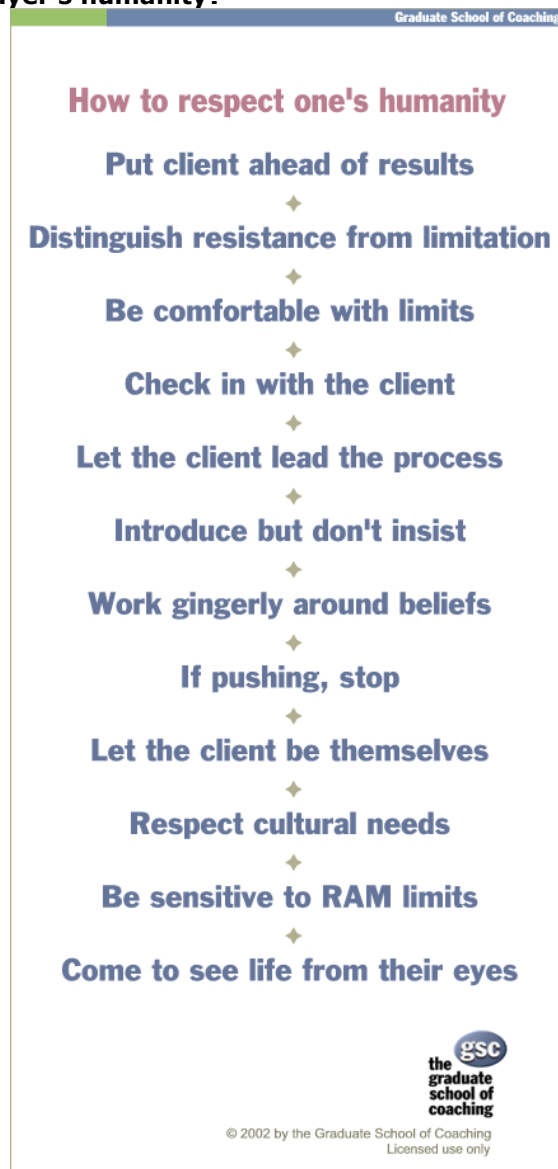 yer's humanity?
Graduate School of Coaching
How to respect one's humanity
Put client ahead of results
Distinguish resistance from limitation
Be comfortable with limits
Check in with the client
Let the client lead the process
Introduce but don't insist
Work gingerly around beliefs
If pushing, stop
Let the client be themselves
Respect cultural needs
Be sensitive to RAM limits
Come to see life from their eyes
gsc
the
graduate
school of
coaching
© 2002 by the Graduate School of Coaching
Licensed use only